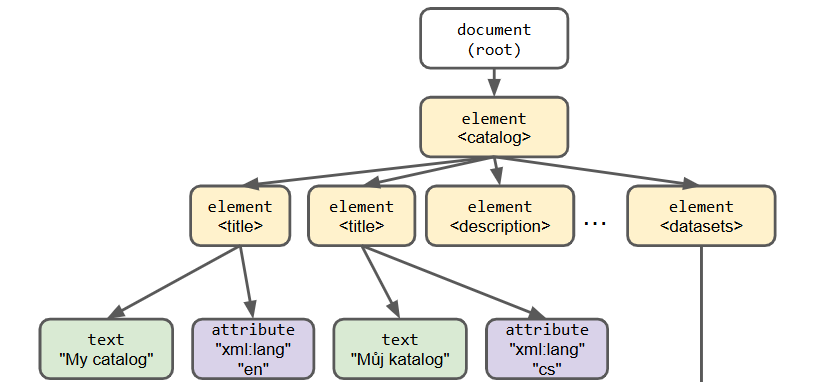 document
(root)
element
<catalog>
element
<title>
element
<title>
element
<description>
...
element
<datasets>
text
"My catalog"
attribute
"xml:lang"
"en"
text
"Můj katalog"
attribute
"xml:lang"
"cs"